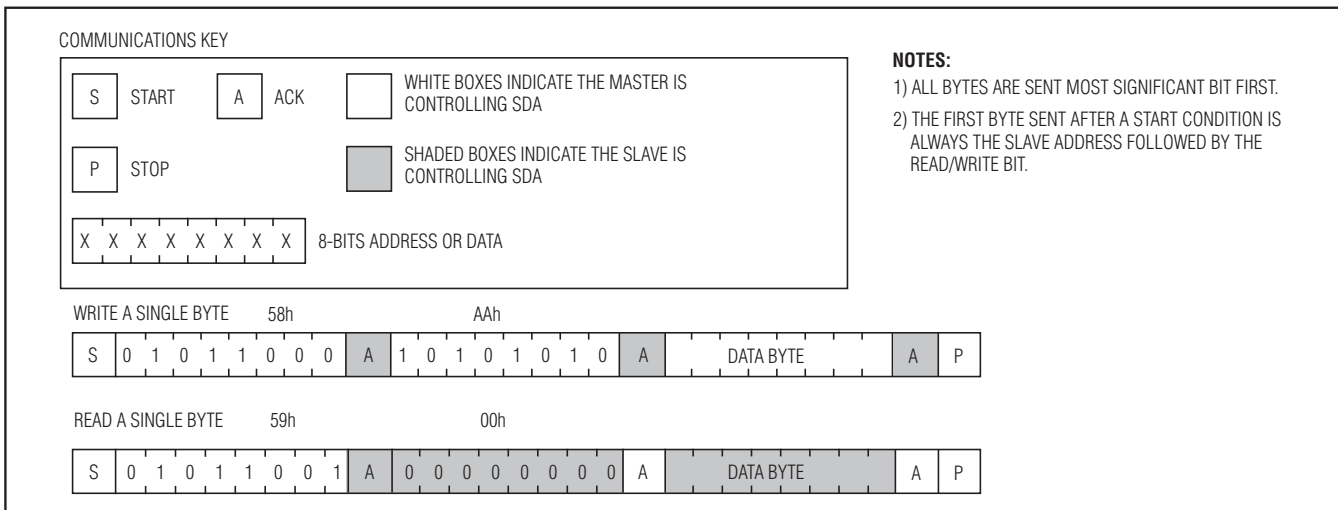 COMMUNICATIONS KEY
S START A ACK WHITE BOXES INDICATE THE MASTER IS
CONTROLLING SDA
P STOP SHADED BOXES INDICATE THE SLAVE IS
CONTROLLING SDA
X X X X X X X X 8-BITS ADDRESS OR DATA
NOTES:
1) ALL BYTES ARE SENT MOST SIGNIFICANT BIT FIRST.
2) THE FIRST BYTE SENT AFTER A START CONDITION IS
ALWAYS THE SLAVE ADDRESS FOLLOWED BY THE
READ/WRITE BIT.
WRITE A SINGLE BYTE 58h AAh
S 0 1 0 1 1 0 0 0 A 1 0 1 0 1 0 1 0 A DATA BYTE A P
READ A SINGLE BYTE 59h 00h
S 0 1 0 1 1 0 0 1 A 0 0 0 0 0 0 0 0 A DATA BYTE A P